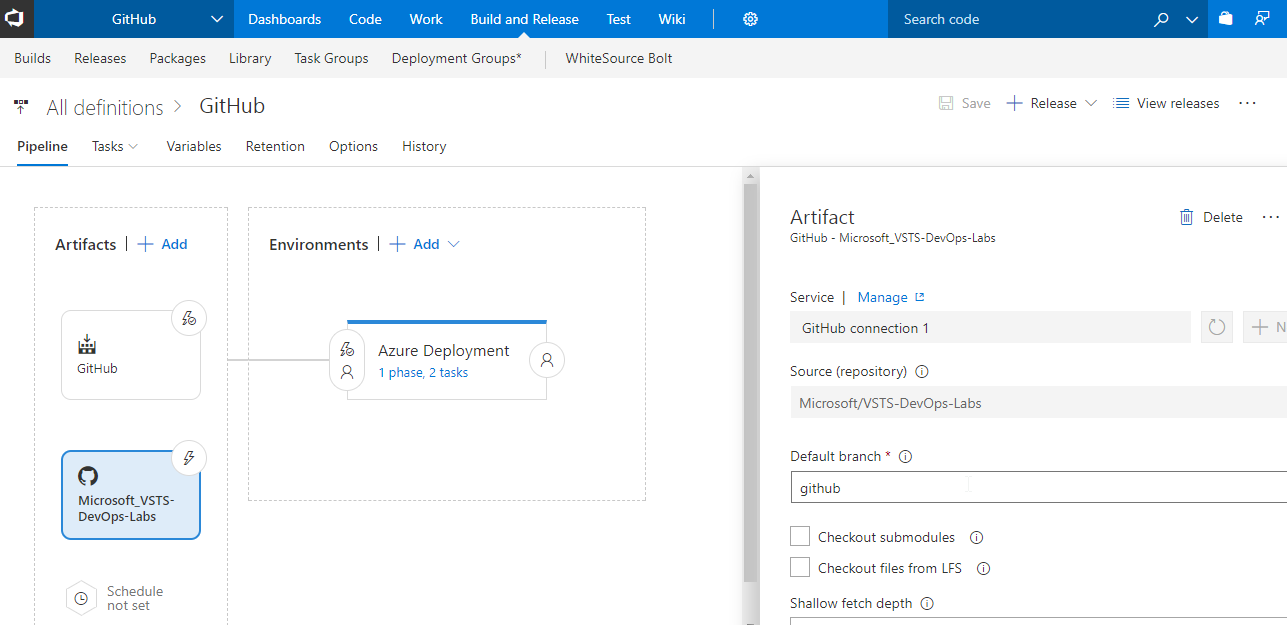 GitHub Dashboards Code Work Build and Release Test Wiki Search code
Builds Releases Packages Library Task Groups Deployment Groups* WhiteSource Bolt
All definitions > GitHub Save + Release View releases ...
Pipeline Tasks Variables Retention Options History
Artifacts | + Add
Environments | + Add
GitHub
Azure Deployment
1 phase, 2 tasks
Microsoft_VSTS-
DevOps-Labs
Schedule
not set
Artifact Delete ...
GitHub - Microsoft_VSTS-DevOps-Labs
Service | Manage
GitHub connection 1 + N
Source (repository)
Microsoft/VSTS-DevOps-Labs
Default branch *
github
Checkout submodules
Checkout files from LFS
Shallow fetch depth